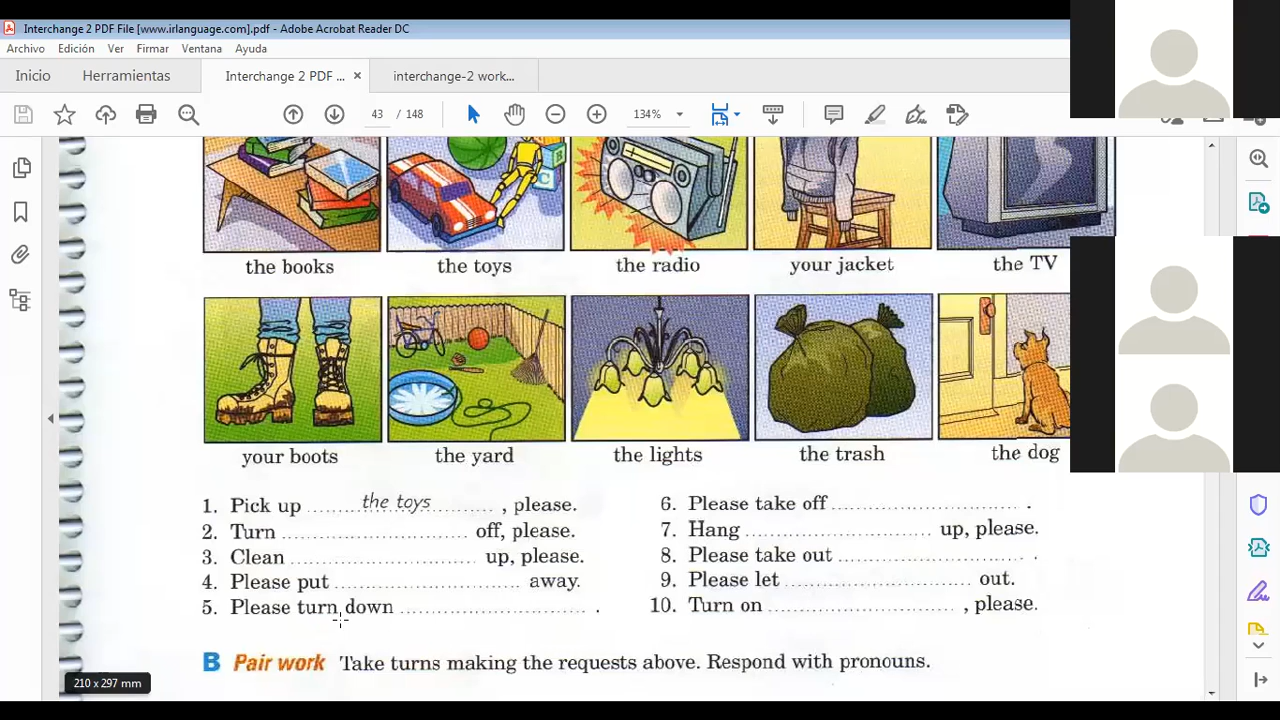 Interchange 2 PDF File [www.irlanguage.com].pdf - Adobe Acrobat Reader DC
Archivo Edición Ver Firmar Ventana Ayuda
Inicio Herramientas Interchange 2 PDF ... × interchange-2 work...
43 / 148 134%
the books the toys the radio your jacket the TV
your boots the yard the lights the trash the dog
1. Pick up the toys, please.
2. Turn ... off, please.
3. Clean ... up, please.
4. Please put ... away.
5. Please turn down ... .
6. Please take off ... .
7. Hang ... up, please.
8. Please take out ... .
9. Please let ... out.
10. Turn on ... , please.
B Pair work Take turns making the requests above. Respond with pronouns.
210 x 297 mm